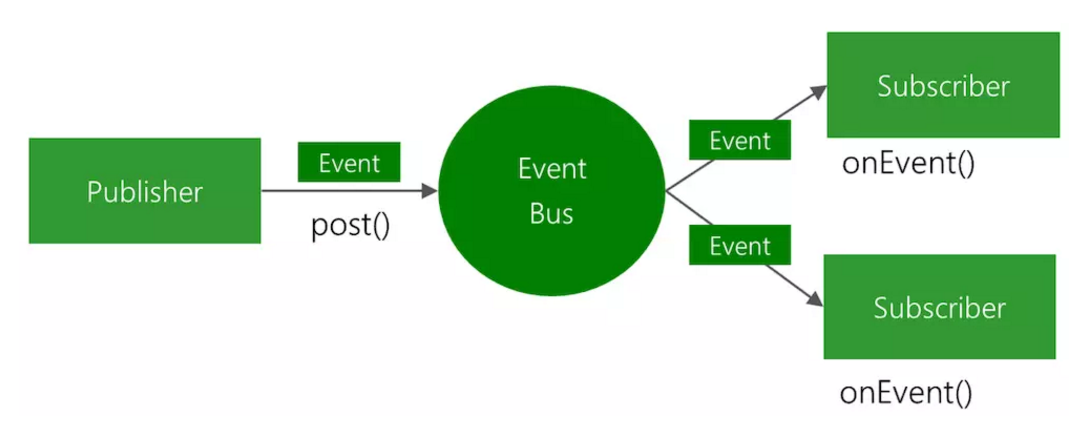 Publisher
Event
post()
Event
Bus
Event
Subscriber
onEvent()
Event
Subscriber
onEvent()